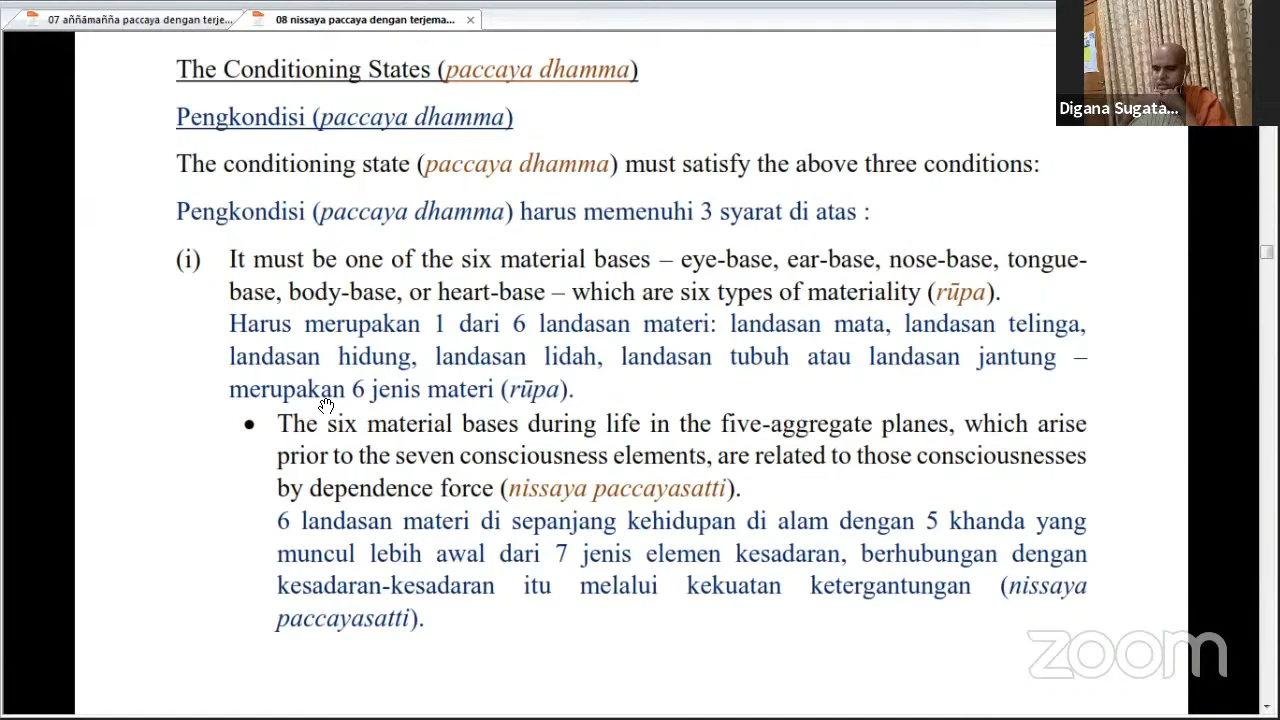 07 aññāmañña paccaya dengan terje...
08 nissaya paccaya dengan terjema...
Digana Sugata...
The Conditioning States (paccaya dhamma)
Pengkondisi (paccaya dhamma)
The conditioning state (paccaya dhamma) must satisfy the above three conditions:
Pengkondisi (paccaya dhamma) harus memenuhi 3 syarat di atas :
(i) It must be one of the six material bases – eye-base, ear-base, nose-base, tongue-
base, body-base, or heart-base – which are six types of materiality (rūpa).
Harus merupakan 1 dari 6 landasan materi: landasan mata, landasan telinga,
landasan hidung, landasan lidah, landasan tubuh atau landasan jantung –
merupakan 6 jenis materi (rūpa).
• The six material bases during life in the five-aggregate planes, which arise
prior to the seven consciousness elements, are related to those consciousnesses
by dependence force (nissaya paccayasatti).
6 landasan materi di sepanjang kehidupan di alam dengan 5 khanda yang
muncul lebih awal dari 7 jenis elemen kesadaran, berhubungan dengan
kesadaran-kesadaran itu melalui kekuatan ketergantungan (nissaya
paccayasatti).
zoom